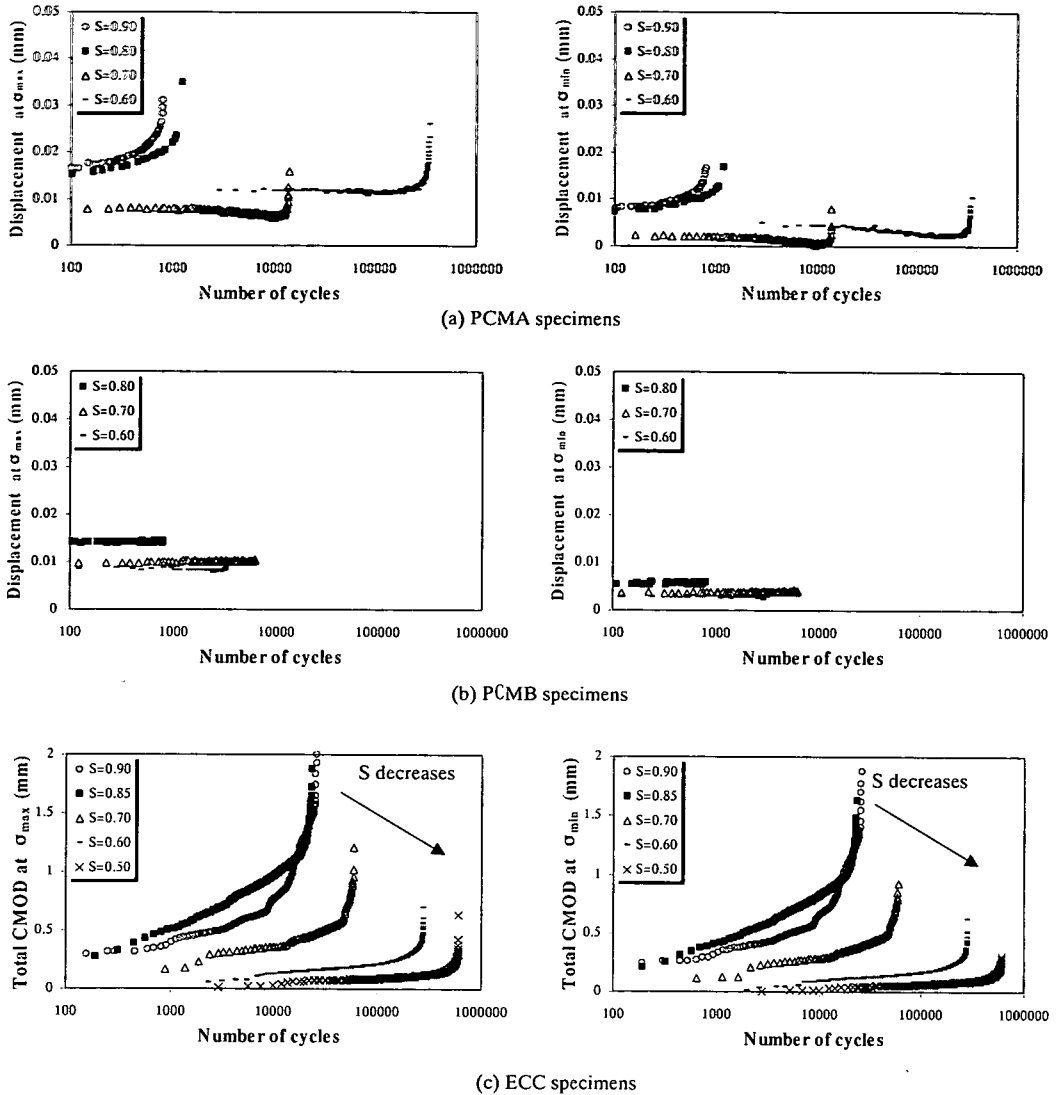 0.05
0.04
0.03
0.02
0.01
0
Displacement at σmax (mm)
S=0.90
S=0.80
S=0.70
S=0.60
100 1000 10000 100000 1000000
Number of cycles
0.05
0.04
0.03
0.02
0.01
0
Displacement at σmin (mm)
S=0.90
S=0.80
S=0.70
S=0.60
100 1000 10000 100000 1000000
Number of cycles
(a) PCMA specimens
0.05
0.04
0.03
0.02
0.01
0
Displacement at σmax (mm)
S=0.80
S=0.70
S=0.60
100 1000 10000 100000 1000000
Number of cycles
0.05
0.04
0.03
0.02
0.01
0
Displacement at σmin (mm)
S=0.80
S=0.70
S=0.60
100 1000 10000 100000 1000000
Number of cycles
(b) PCMB specimens
2
1.5
1
0.5
0
Total CMOD at σmax (mm)
S=0.90
S=0.85
S=0.70
S=0.60
S=0.50
S decreases
100 1000 10000 100000 1000000
Number of cycles
2
1.5
1
0.5
0
Total CMOD at σmin (mm)
S=0.90
S=0.85
S=0.70
S=0.60
S=0.50
S decreases
100 1000 10000 100000 1000000
Number of cycles
(c) ECC specimens